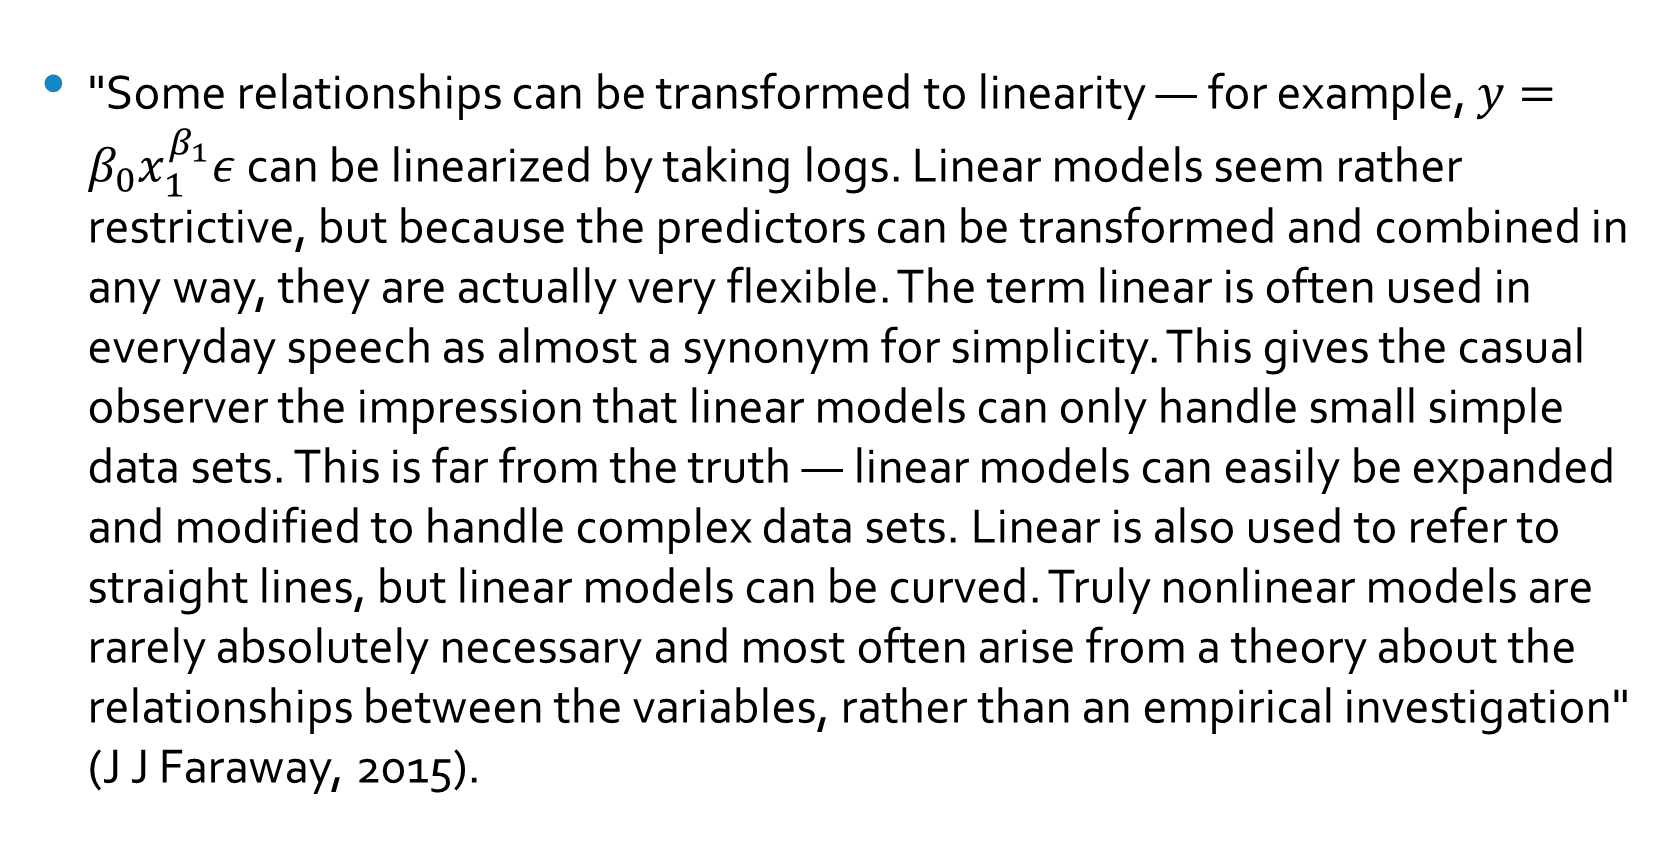 • "Some relationships can be transformed to linearity — for example, y =
β₀x₁^β₁ ϵ can be linearized by taking logs. Linear models seem rather
restrictive, but because the predictors can be transformed and combined in
any way, they are actually very flexible. The term linear is often used in
everyday speech as almost a synonym for simplicity. This gives the casual
observer the impression that linear models can only handle small simple
data sets. This is far from the truth — linear models can easily be expanded
and modified to handle complex data sets. Linear is also used to refer to
straight lines, but linear models can be curved. Truly nonlinear models are
rarely absolutely necessary and most often arise from a theory about the
relationships between the variables, rather than an empirical investigation"
(J J Faraway, 2015).